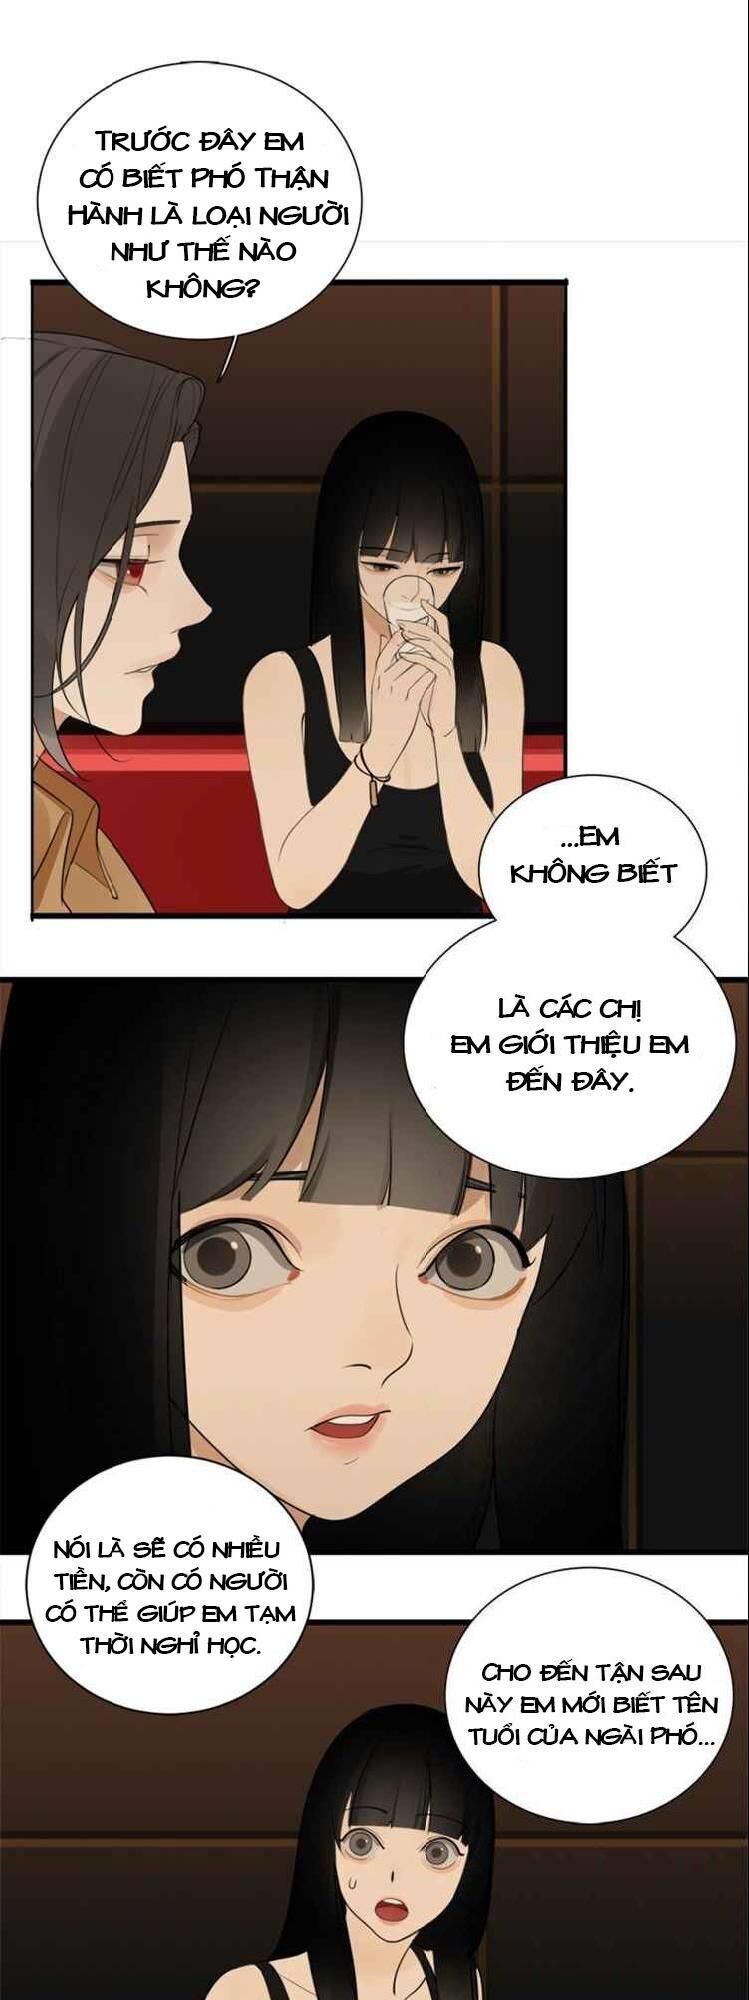 TRƯỚC ĐÂY EM
CÓ BIẾT PHÓ THẬN
HÀNH LÀ LOẠI NGƯỜI
NHƯ THẾ NÀO
KHÔNG?
...EM
KHÔNG BIẾT
LÀ CÁC CHỊ
EM GIỚI THIỆU EM
ĐẾN ĐÂY.
NÓI LÀ SẼ CÓ NHIỀU
TIỀN, CÒN CÓ NGƯỜI
CÓ THỂ GIÚP EM TẠM
THỜI NGHỈ HỌC.
CHO ĐẾN TẬN SAU
NÀY EM MỚI BIẾT TÊN
TUỔI CỦA NGÀI PHÓ...